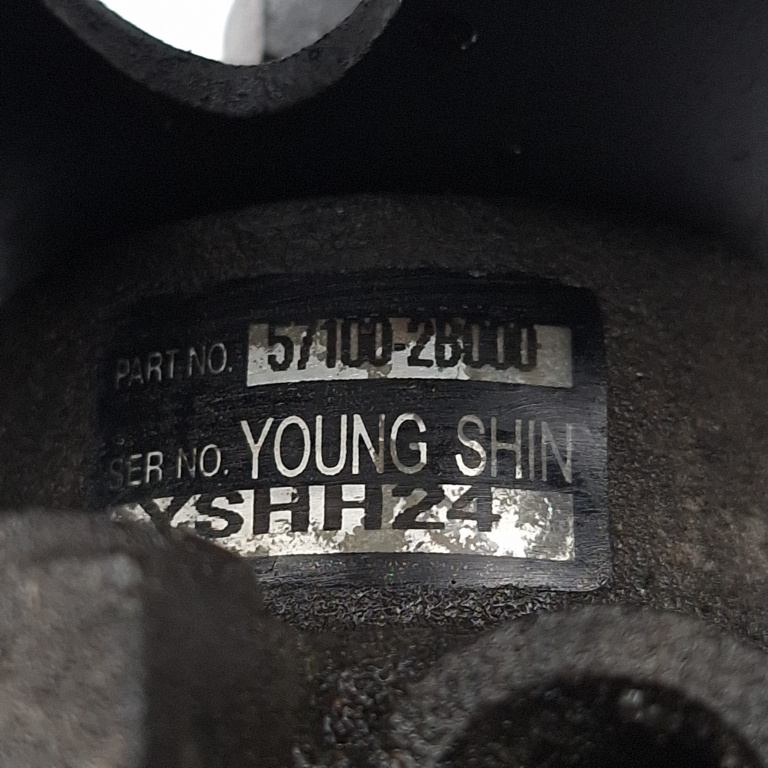 PART NO. 57100-2B000
SER NO. YOUNG SHIN
YSHH24